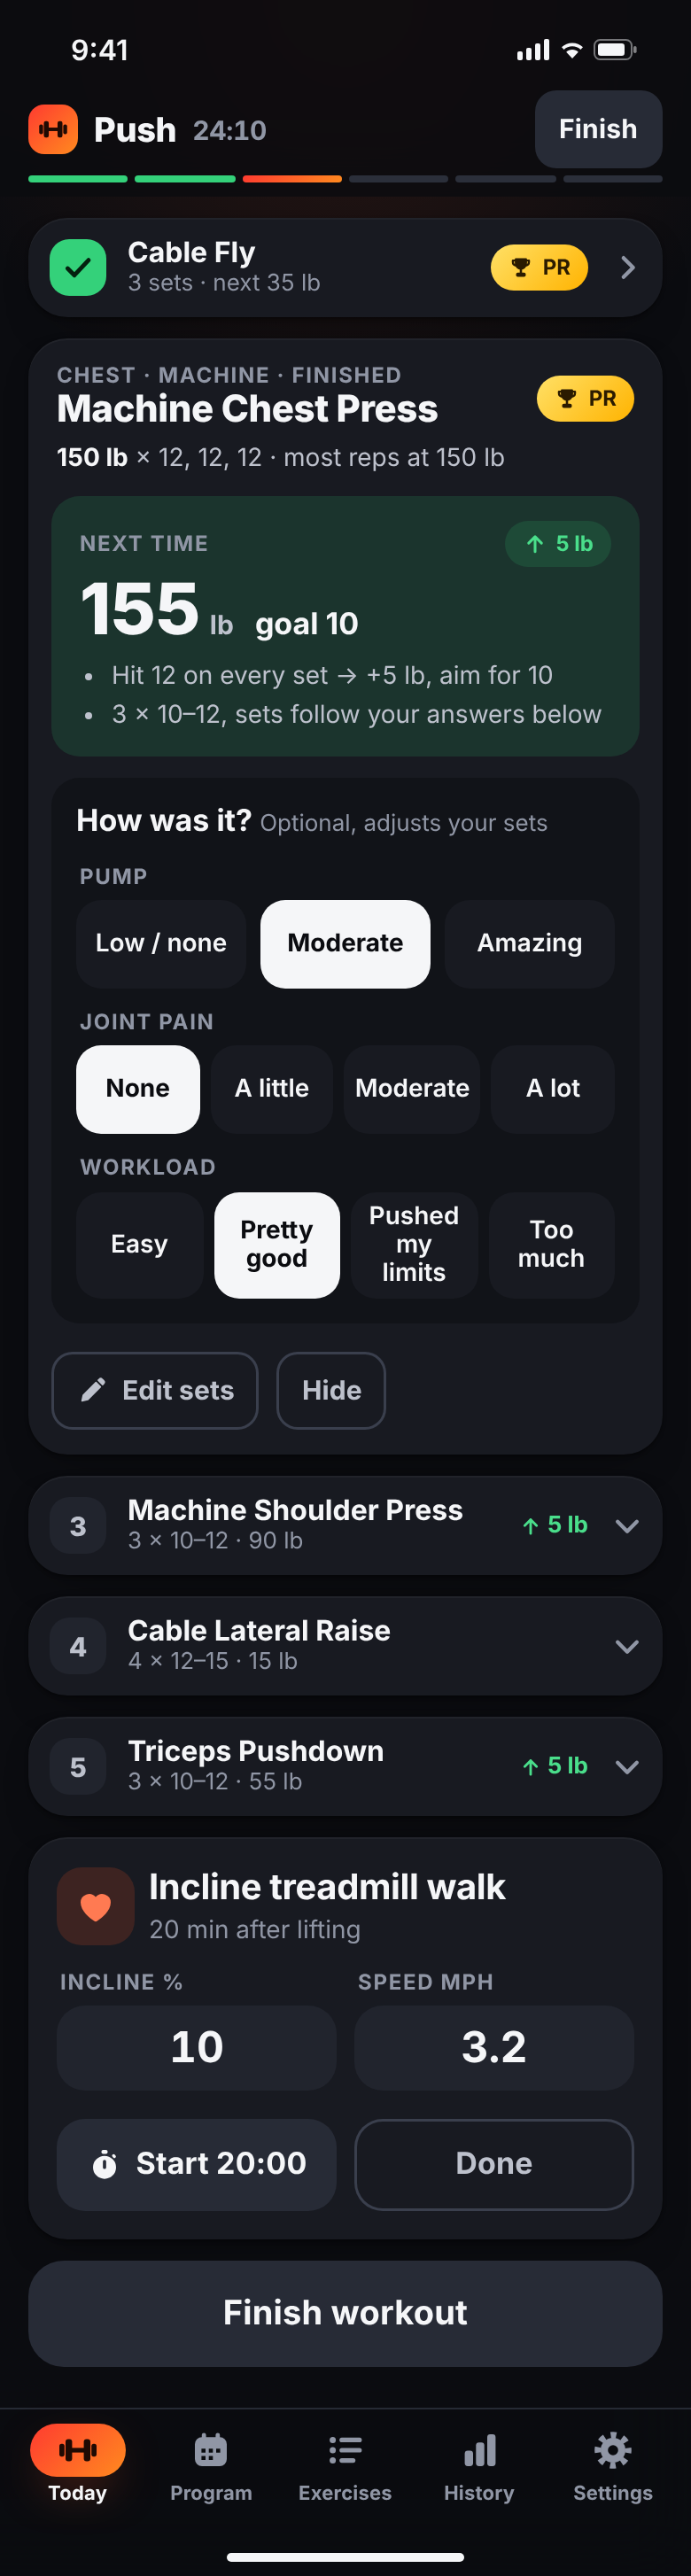 9:41
Push 24:10
Finish
Cable Fly
3 sets · next 35 lb
PR
CHEST · MACHINE · FINISHED
Machine Chest Press
PR
150 lb × 12, 12, 12 · most reps at 150 lb
NEXT TIME
↑ 5 lb
155 lb goal 10
• Hit 12 on every set → +5 lb, aim for 10
• 3 × 10–12, sets follow your answers below
How was it? Optional, adjusts your sets
PUMP
Low / none
Moderate
Amazing
JOINT PAIN
None
A little
Moderate
A lot
WORKLOAD
Easy
Pretty
good
Pushed
my
limits
Too
much
Edit sets
Hide
3
Machine Shoulder Press
3 × 10–12 · 90 lb
↑ 5 lb
4
Cable Lateral Raise
4 × 12–15 · 15 lb
5
Triceps Pushdown
3 × 10–12 · 55 lb
↑ 5 lb
Incline treadmill walk
20 min after lifting
INCLINE %
SPEED MPH
10
3.2
Start 20:00
Done
Finish workout
Today
Program
Exercises
History
Settings